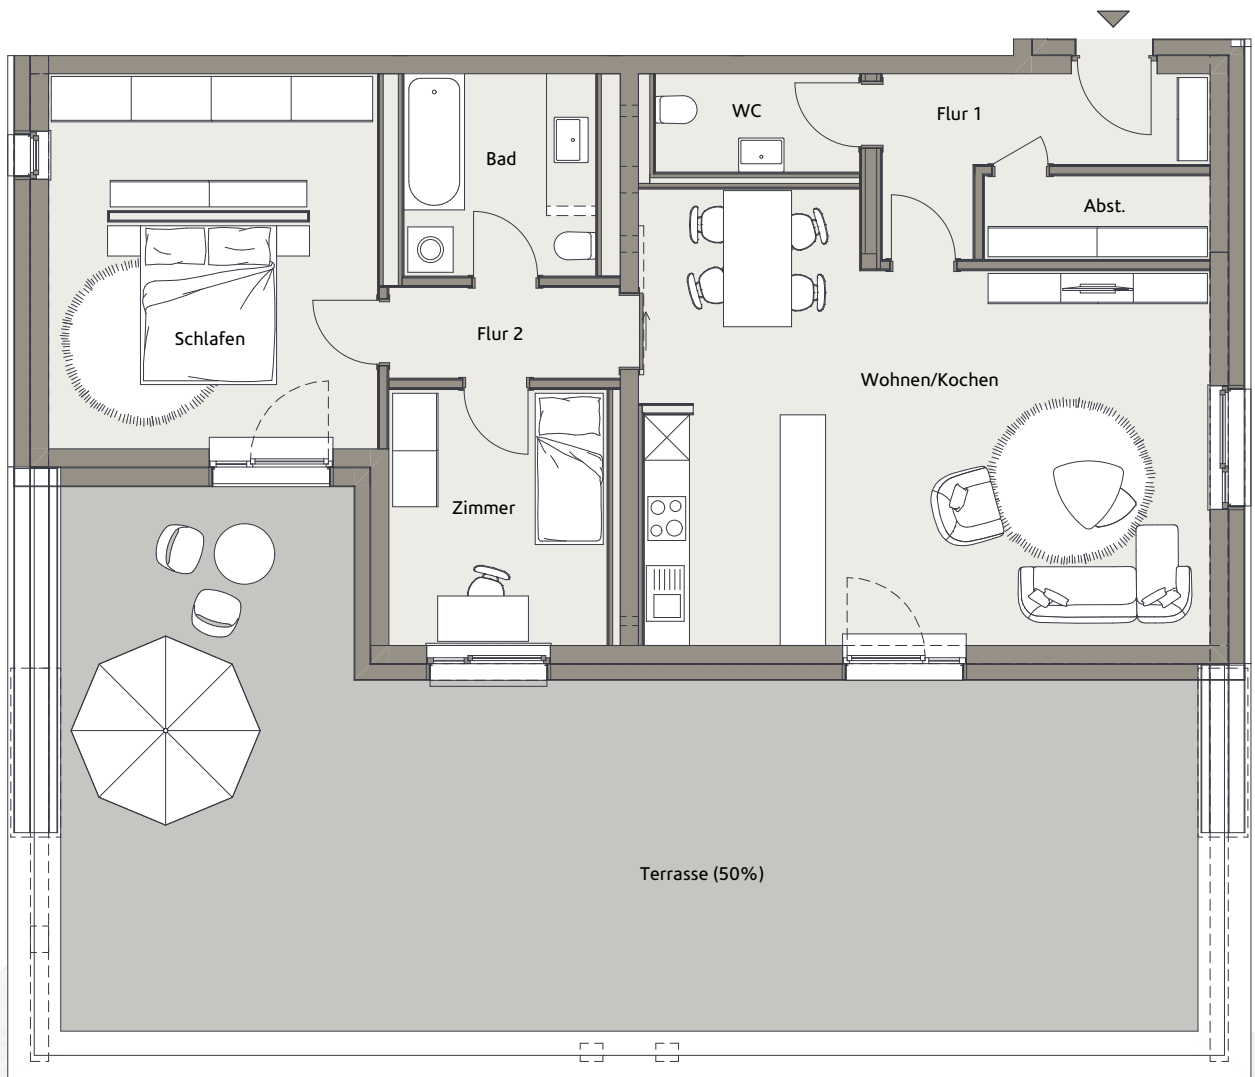 WC
Flur 1
Bad
Abst.
Schlafen
Flur 2
Wohnen/Kochen
Zimmer
Terrasse (50%)